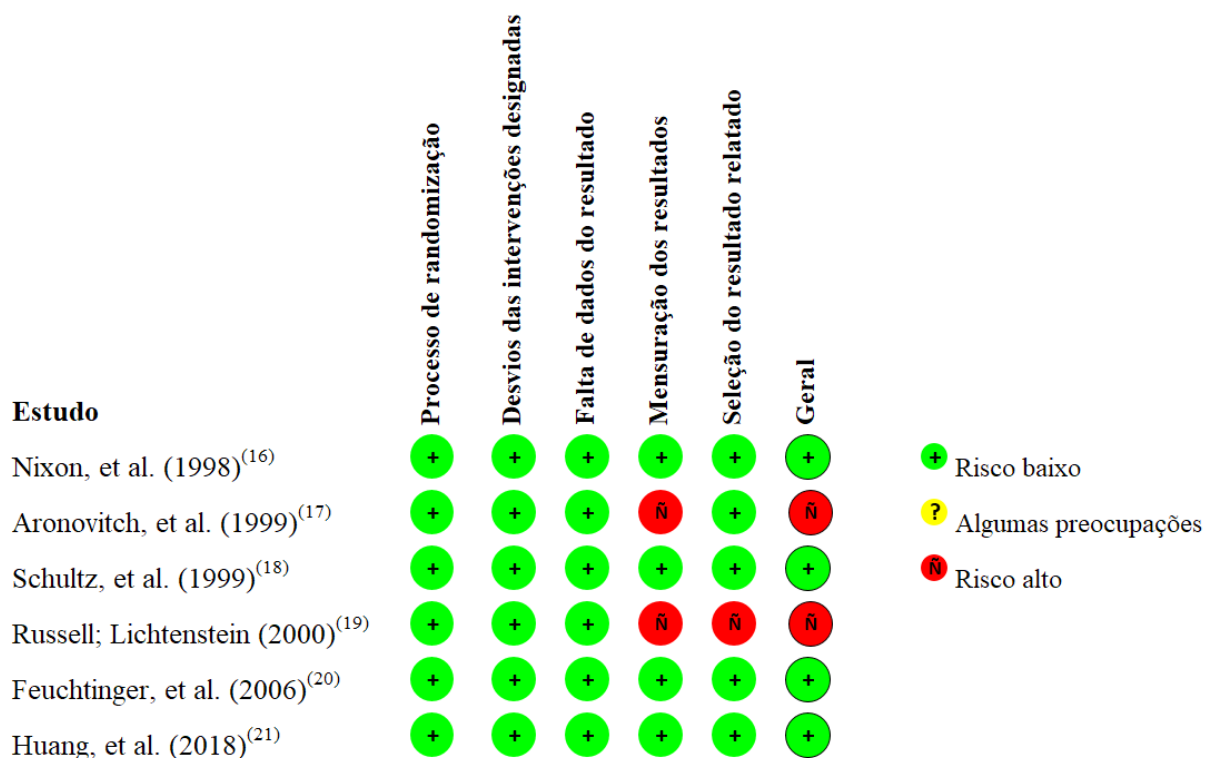 Processo de randomização
Desvios das intervenções designadas
Falta de dados do resultado
Mensuração dos resultados
Seleção do resultado relatado
Geral
Estudo
Nixon, et al. (1998)(16) + + + + + +
Aronovitch, et al. (1999)(17) + + + Ñ + Ñ
Schultz, et al. (1999)(18) + + + + + +
Russell; Lichtenstein (2000)(19) + + + Ñ Ñ Ñ
Feuchtinger, et al. (2006)(20) + + + + + +
Huang, et al. (2018)(21) + + + + + +
+ Risco baixo
? Algumas preocupações
Ñ Risco alto